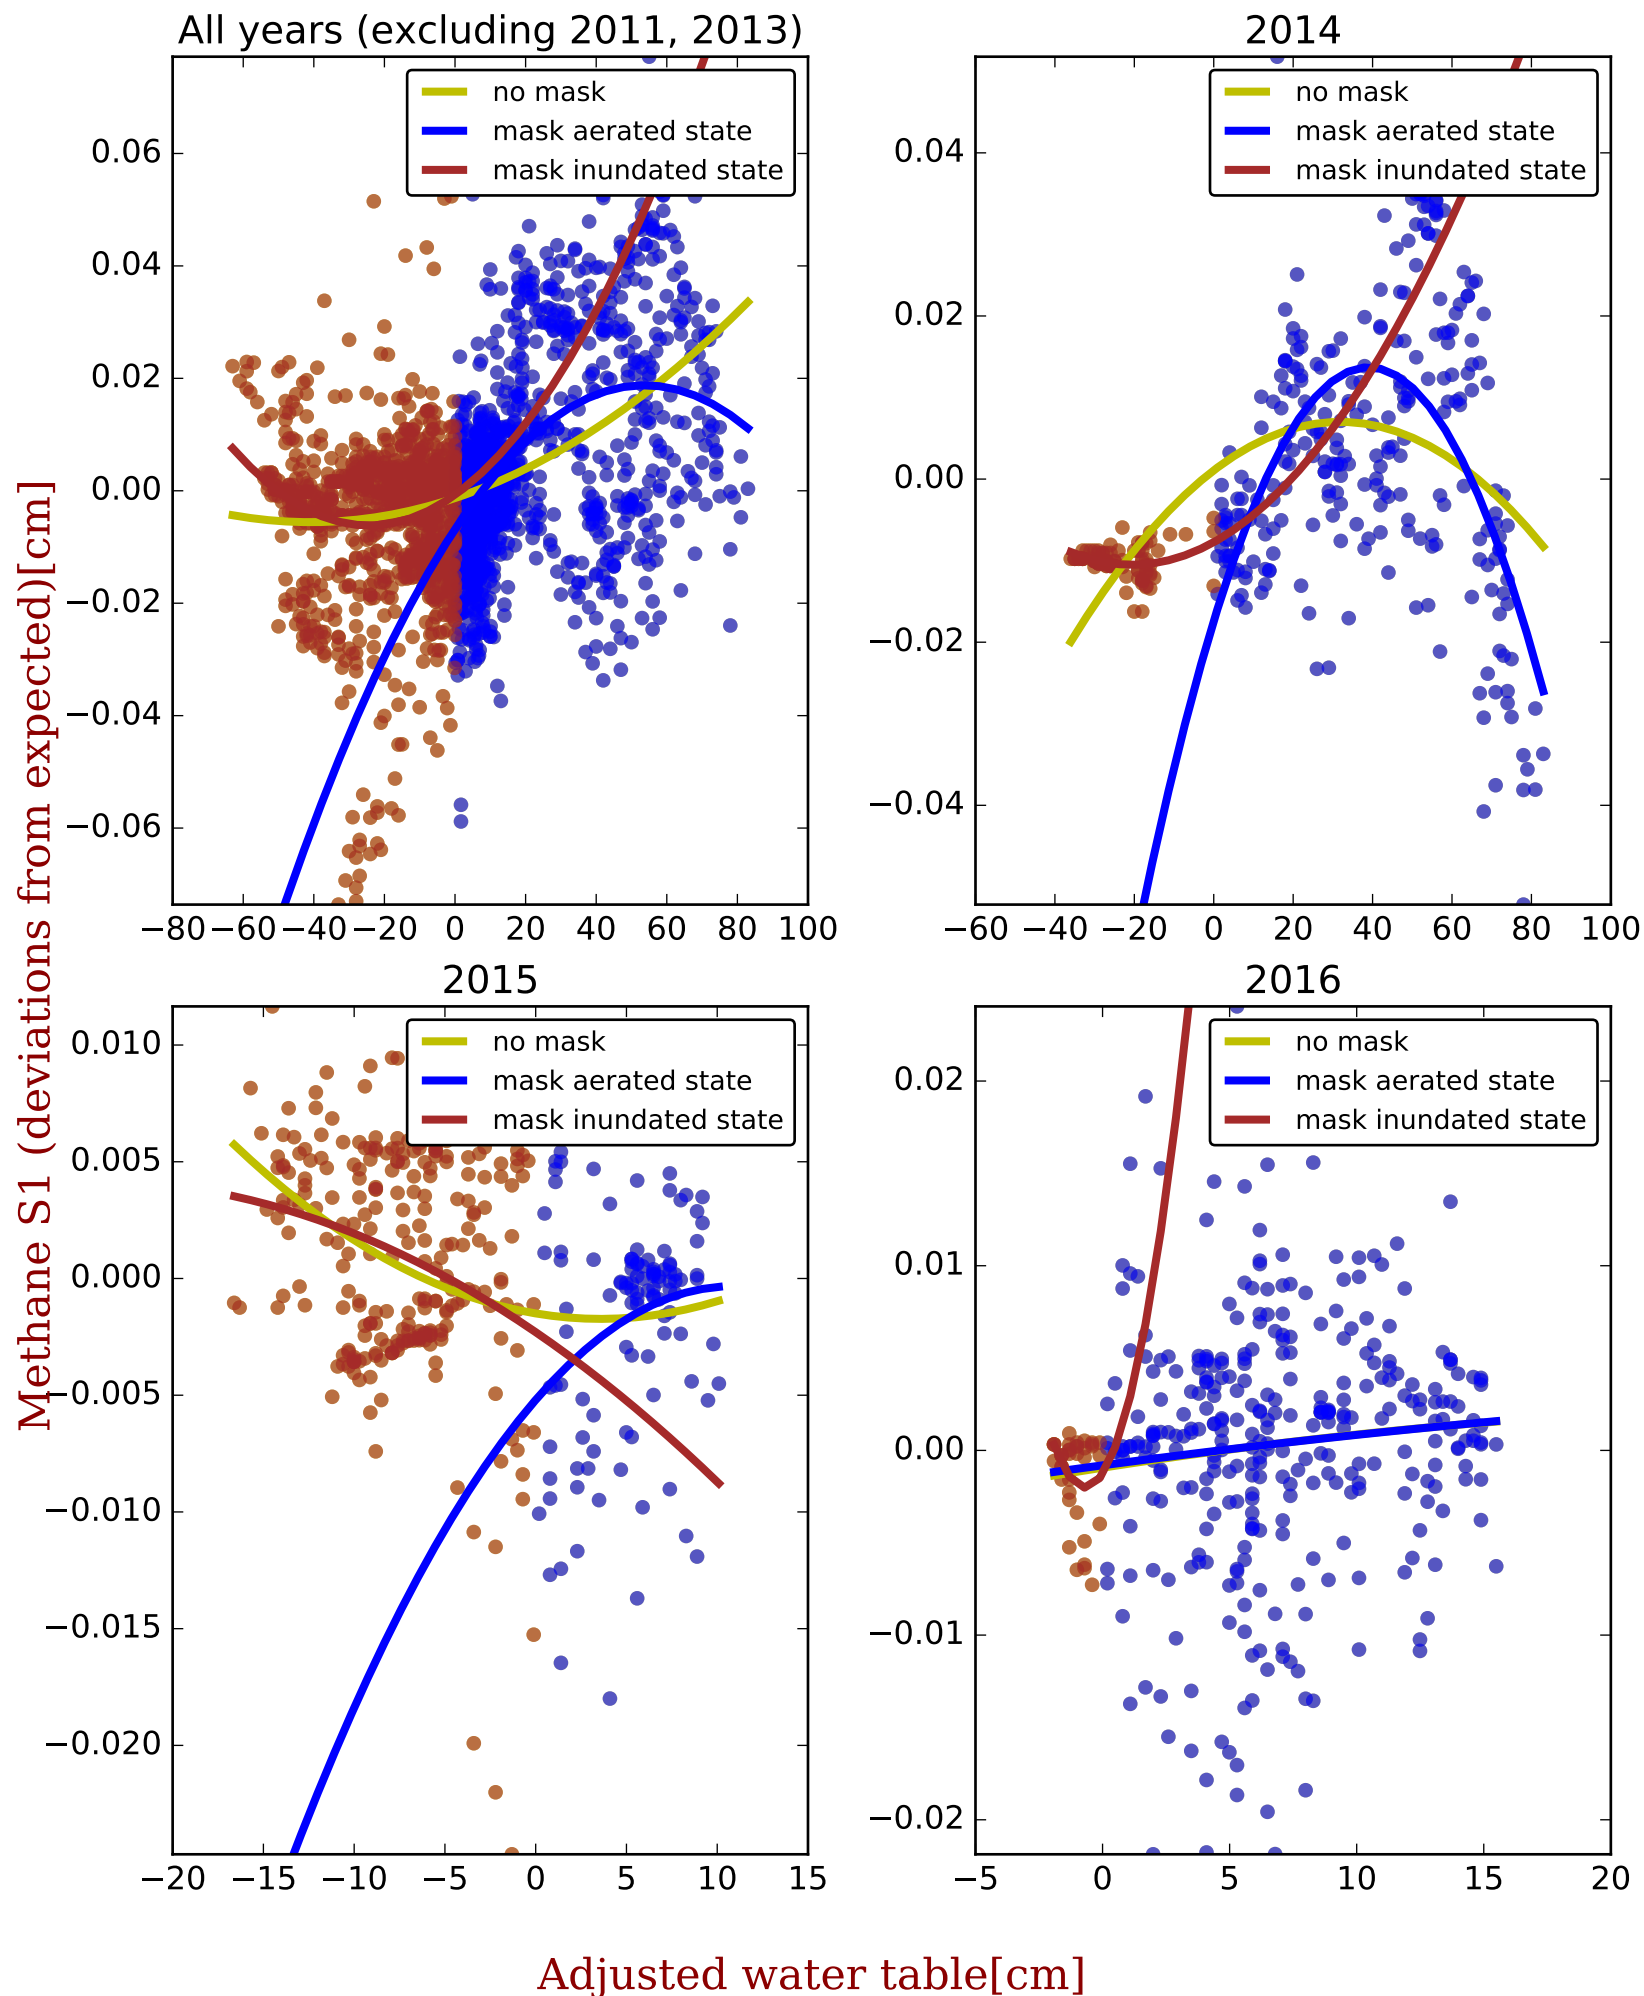 All years (excluding 2011, 2013)
no mask
mask aerated state
mask inundated state
0.06
0.04
0.02
0.00
−0.02
−0.04
−0.06
−80 −60 −40 −20 0 20 40 60 80 100
2014
no mask
mask aerated state
mask inundated state
0.04
0.02
0.00
−0.02
−0.04
−60 −40 −20 0 20 40 60 80 100
Methane S1 (deviations from expected)[cm]
2015
no mask
mask aerated state
mask inundated state
0.010
0.005
0.000
−0.005
−0.010
−0.015
−0.020
−20 −15 −10 −5 0 5 10 15
2016
no mask
mask aerated state
mask inundated state
0.02
0.01
0.00
−0.01
−0.02
−5 0 5 10 15 20
Adjusted water table[cm]